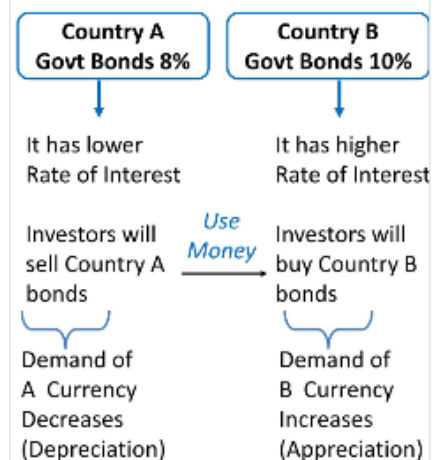 Country A
Govt Bonds 8%
Country B
Govt Bonds 10%
It has lower
Rate of Interest
It has higher
Rate of Interest
Investors will
sell Country A
bonds
Use
Money
Investors will
buy Country B
bonds
Demand of
A Currency
Decreases
(Depreciation)
Demand of
B Currency
Increases
(Appreciation)